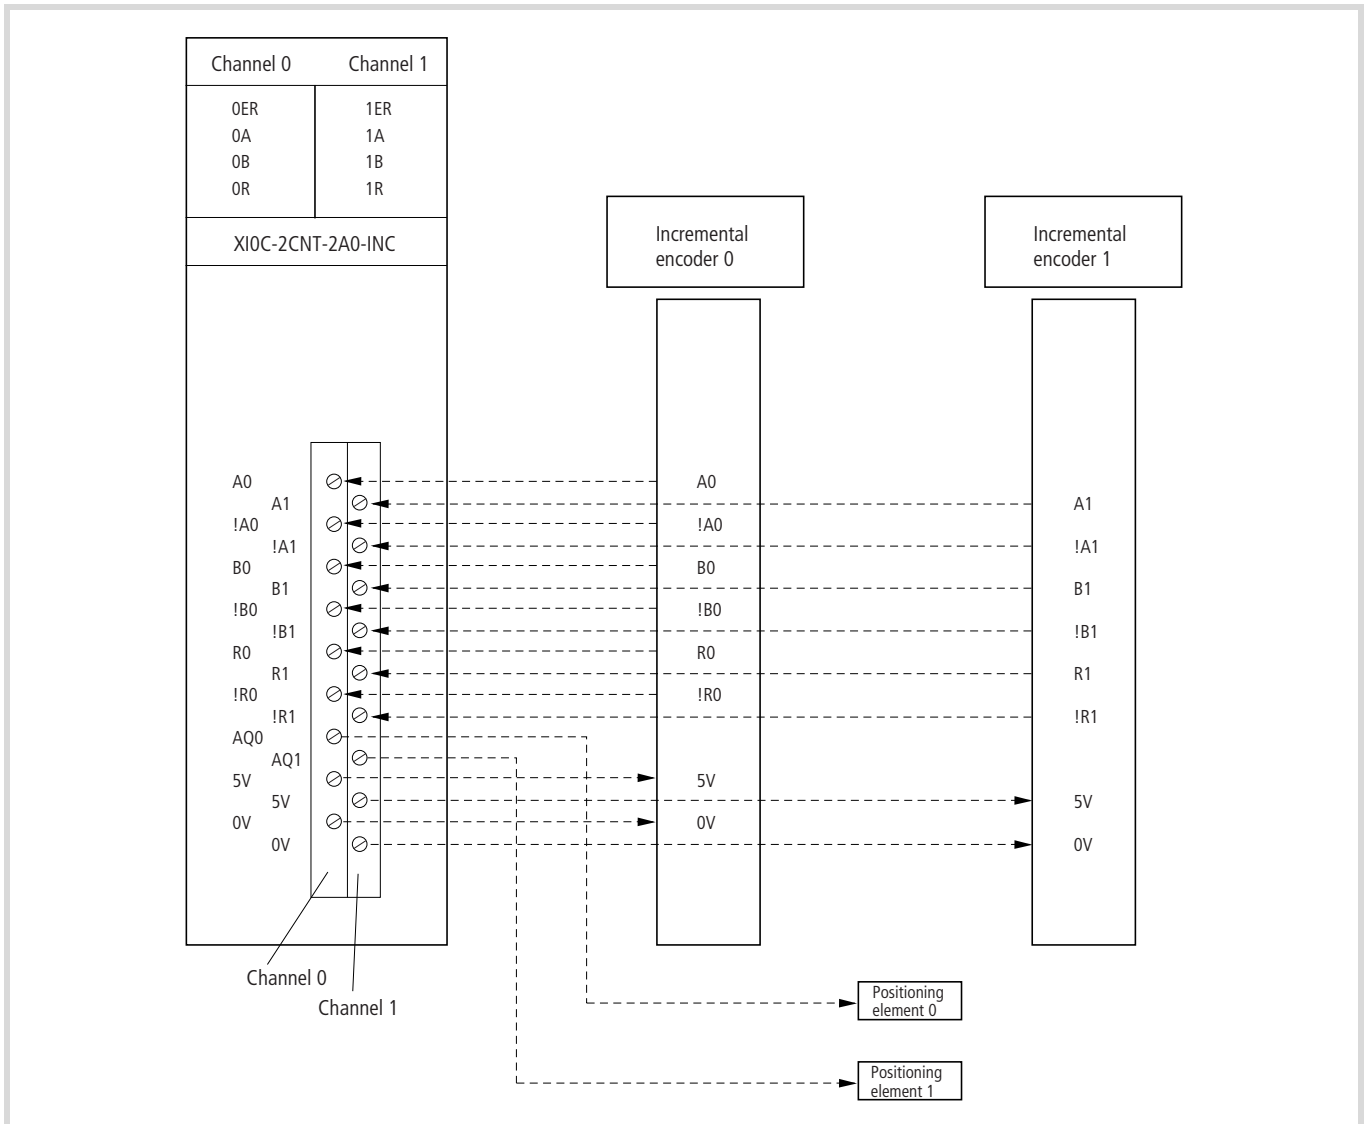 Channel 0 Channel 1
0ER 1ER
0A 1A
0B 1B
0R 1R
XI0C-2CNT-2A0-INC
Incremental
encoder 0
Incremental
encoder 1
A0 A0
A1 A1
!A0 !A0
!A1 !A1
B0 B0
B1 B1
!B0 !B0
!B1 !B1
R0 R0
R1 R1
!R0 !R0
!R1 !R1
AQ0
AQ1
5V 5V
5V 5V
0V 0V
0V 0V
Channel 0
Channel 1
Positioning
element 0
Positioning
element 1